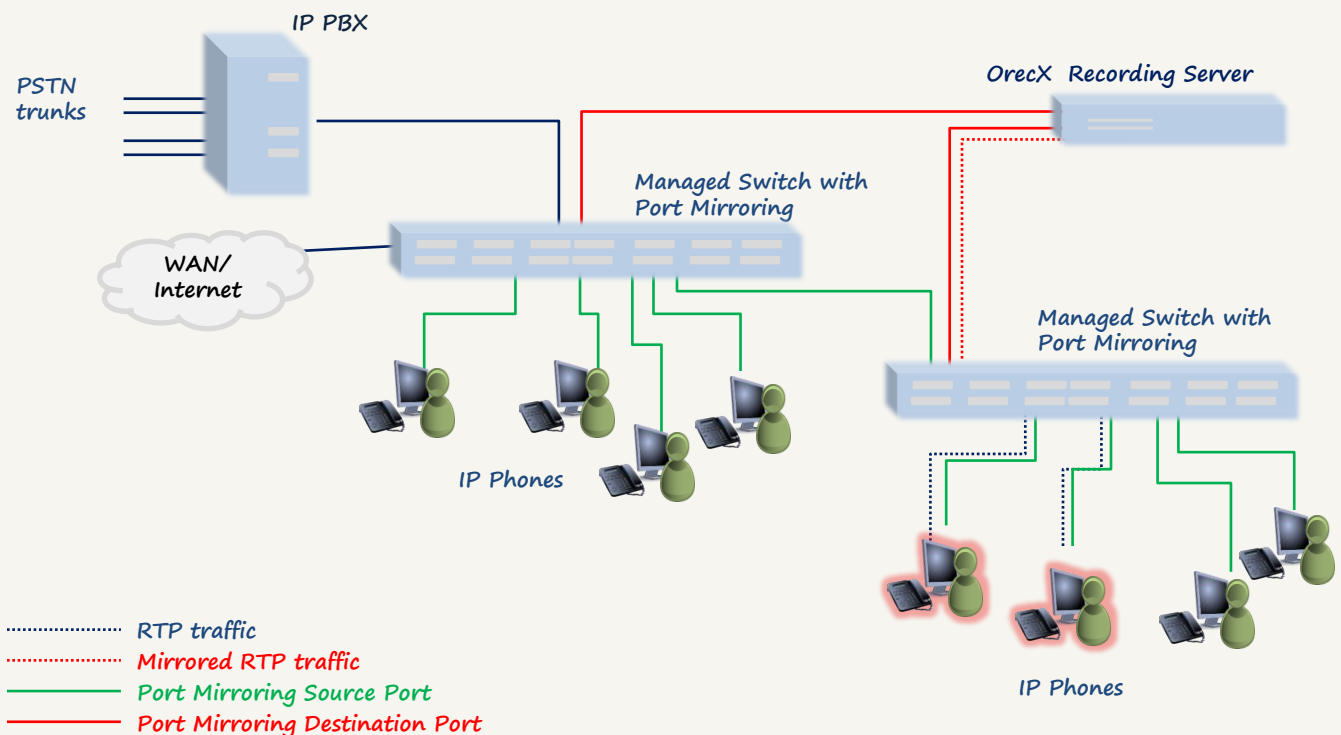 IP PBX
PSTN
trunks
OrecX Recording Server
Managed Switch with
Port Mirroring
WAN/
Internet
Managed Switch with
Port Mirroring
IP Phones
IP Phones
RTP traffic
Mirrored RTP traffic
Port Mirroring Source Port
Port Mirroring Destination Port